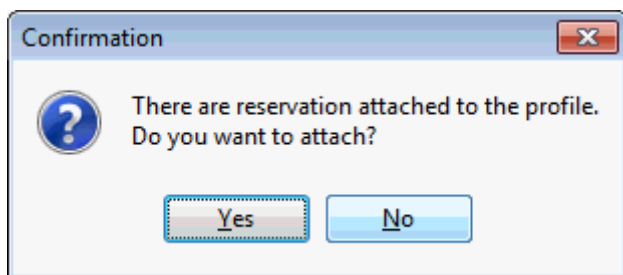 Confirmation
There are reservation attached to the profile.
Do you want to attach?
Yes No